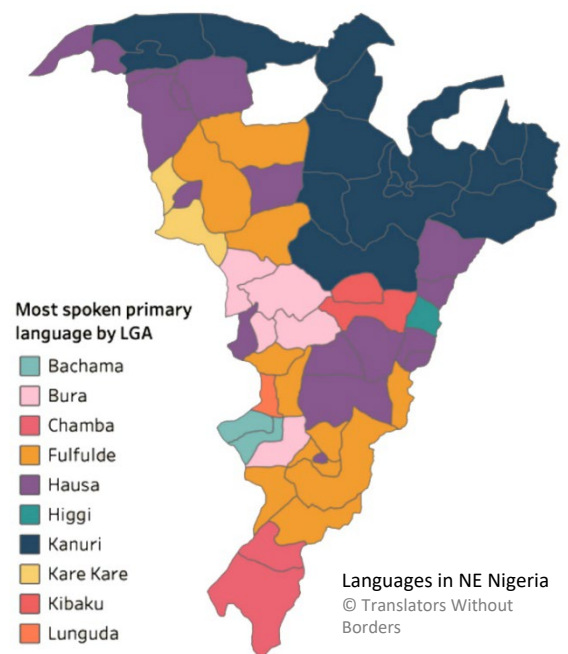 Most spoken primary
language by LGA
Bachama
Bura
Chamba
Fulfulde
Hausa
Higgi
Kanuri
Kare Kare
Kibaku
Lunguda
Languages in NE Nigeria
© Translators Without
Borders